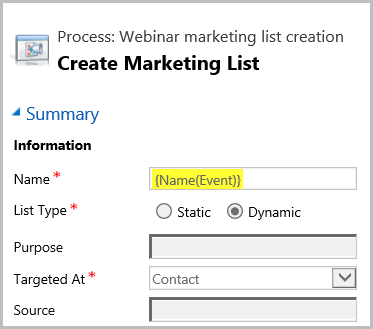 Process: Webinar marketing list creation
Create Marketing List
Summary
Information
Name * {Name(Event)}
List Type * Static Dynamic
Purpose
Targeted At * Contact
Source